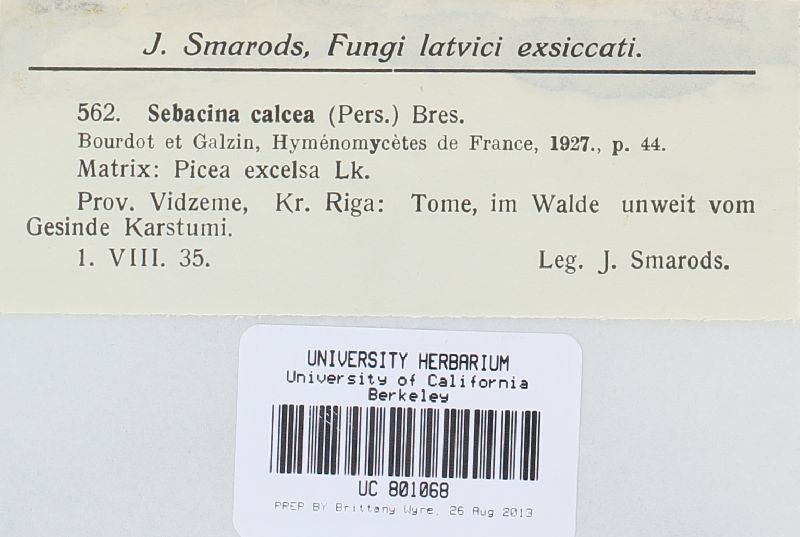 J. Smarods, Fungi latvici exsiccati.
562. Sebacina calcea (Pers.) Bres.
Bourdot et Galzin, Hyménomycètes de France, 1927., p. 44.
Matrix: Picea excelsa Lk.
Prov. Vidzeme, Kr. Riga: Tome, im Walde unweit vom
Gesinde Karstumi.
1. VIII. 35. Leg. J. Smarods.
UNIVERSITY HERBARIUM
University of California
Berkeley
UC 801068
PREP BY Brittany Wyre, 26 Aug 2013